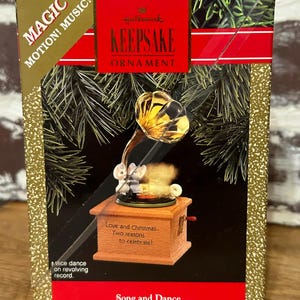 MAGIC
MOTION! MUSIC!
Hallmark
KEEPSAKE
ORNAMENT
Love and Christmas...
Two reasons
to celebrate!
Mice dance
on revolving
record.
Song and Dance